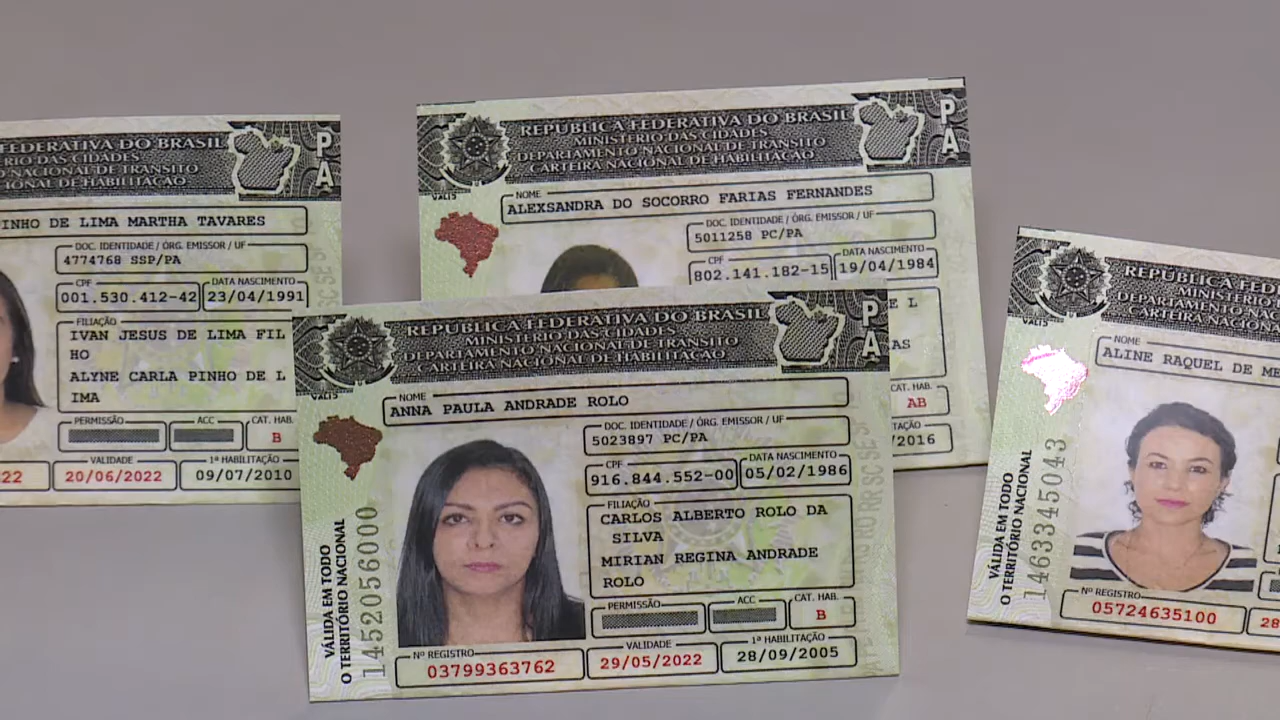 FEDERATIVA DO BRASIL
DAS CIDADES
NACIONAL DE TRÂNSITO
NACIONAL DE HABILITAÇÃO
PA
PINHO DE LIMA MARTHA TAVARES
DOC. IDENTIDADE / ÓRG. EMISSOR / UF
4774768 SSP/PA
CPF
DATA NASCIMENTO
001.530.412-42
23/04/1991
FILIAÇÃO
IVAN JESUS DE LIMA FIL
HO
ALYNE CARLA PINHO DE L
IMA
PERMISSÃO
ACC
CAT. HAB.
B
VALIDADE
1ª HABILITAÇÃO
22
20/06/2022
09/07/2010
REPÚBLICA FEDERATIVA DO BRASIL
MINISTÉRIO DAS CIDADES
DEPARTAMENTO NACIONAL DE TRÂNSITO
CARTEIRA NACIONAL DE HABILITAÇÃO
PA
NOME
ALEXSANDRA DO SOCORRO FARIAS FERNANDES
DOC. IDENTIDADE / ÓRG. EMISSOR / UF
5011258 PC/PA
CPF
DATA NASCIMENTO
802.141.182-15
19/04/1984
E L
AS
CAT. HAB.
AB
/2016
REPÚBLICA FEDERATIVA DO BRASIL
MINISTÉRIO DAS CIDADES
DEPARTAMENTO NACIONAL DE TRÂNSITO
CARTEIRA NACIONAL DE HABILITAÇÃO
PA
NOME
ANNA PAULA ANDRADE ROLO
DOC. IDENTIDADE / ÓRG. EMISSOR / UF
5023897 PC/PA
CPF
DATA NASCIMENTO
916.844.552-00
05/02/1986
FILIAÇÃO
CARLOS ALBERTO ROLO DA
SILVA
MIRIAN REGINA ANDRADE
ROLO
PERMISSÃO
ACC
CAT. HAB.
B
Nº REGISTRO
VALIDADE
1ª HABILITAÇÃO
03799363762
29/05/2022
28/09/2005
VÁLIDA EM TODO
O TERRITÓRIO NACIONAL
1452056000
REPÚBLICA FEDE
MINISTÉRIO
DEPARTAMENTO NAC
CARTEIRA NACIONA
NOME
ALINE RAQUEL DE ME
VÁLIDA EM TODO
O TERRITÓRIO NACIONAL
1463345043
Nº REGISTRO
05724635100
28